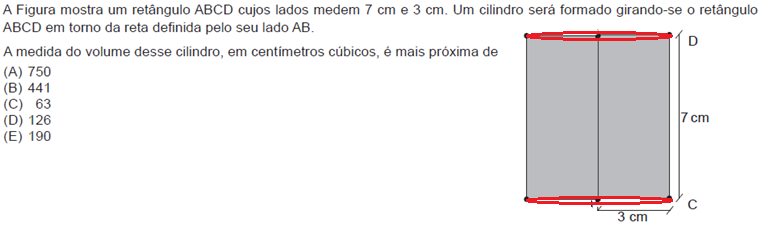 A Figura mostra um retângulo ABCD cujos lados medem 7 cm e 3 cm. Um cilindro será formado girando-se o retângulo
ABCD em torno da reta definida pelo seu lado AB.
A medida do volume desse cilindro, em centímetros cúbicos, é mais próxima de
(A) 750
(B) 441
(C) 63
(D) 126
(E) 190
D
7 cm
C
3 cm